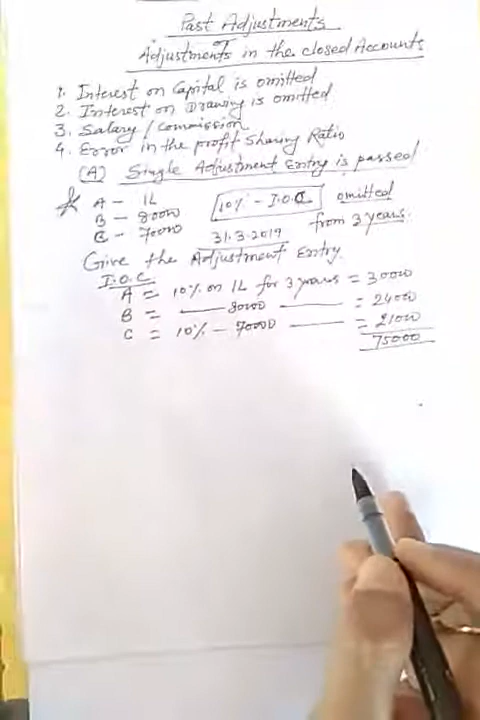 Past Adjustments
or
Adjustments in the closed Accounts
1. Interest on Capital is omitted
2. Interest on Drawing is omitted
3. Salary / Commission
4. Error in the profit Sharing Ratio
(A) Single Adjustment Entry is passed
A - 1L 10% - I.O.C omitted
B - 80000
C - 70000 31.3.2019 from 3 years.
Give the Adjustment Entry.
I.O.C
A = 10% on 1L for 3 years = 30000
B = —— 80000 —— = 24000
C = 10% - 70000 —— = 21000
75000